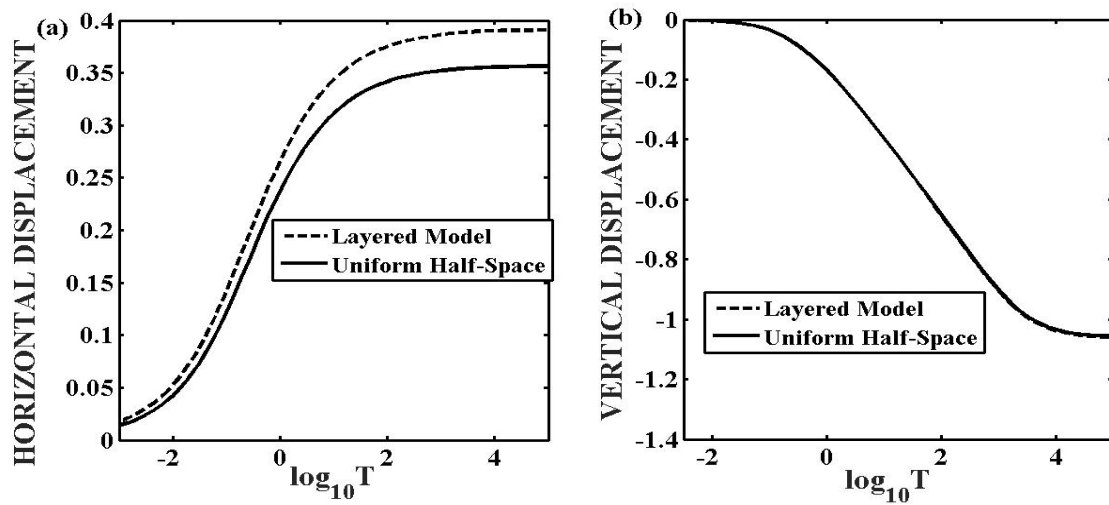 (a)
HORIZONTAL DISPLACEMENT
0.4
0.35
0.3
0.25
0.2
0.15
0.1
0.05
0
Layered Model
Uniform Half-Space
-2
0
2
4
log10T
(b)
VERTICAL DISPLACEMENT
0
-0.2
-0.4
-0.6
-0.8
-1
-1.2
-1.4
Layered Model
Uniform Half-Space
-2
0
2
4
log10T